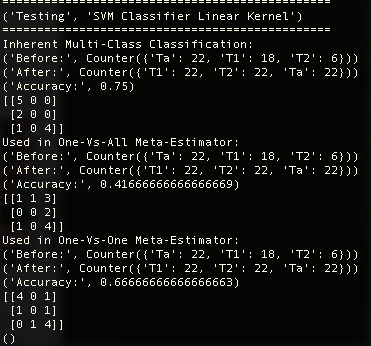 ===============================================
('Testing', 'SVM Classifier Linear Kernel')
===============================================
Inherent Multi-Class Classification:
('Before:', Counter({'Ta': 22, 'T1': 18, 'T2': 6}))
('After:', Counter({'T1': 22, 'T2': 22, 'Ta': 22}))
('Accuracy:', 0.75)
[[5 0 0]
 [2 0 0]
 [1 0 4]]
Used in One-Vs-All Meta-Estimator:
('Before:', Counter({'Ta': 22, 'T1': 18, 'T2': 6}))
('After:', Counter({'T1': 22, 'T2': 22, 'Ta': 22}))
('Accuracy:', 0.41666666666666669)
[[1 1 3]
 [0 0 2]
 [1 0 4]]
Used in One-Vs-One Meta-Estimator:
('Before:', Counter({'Ta': 22, 'T1': 18, 'T2': 6}))
('After:', Counter({'T1': 22, 'T2': 22, 'Ta': 22}))
('Accuracy:', 0.66666666666666663)
[[4 0 1]
 [1 0 1]
 [0 1 4]]
()